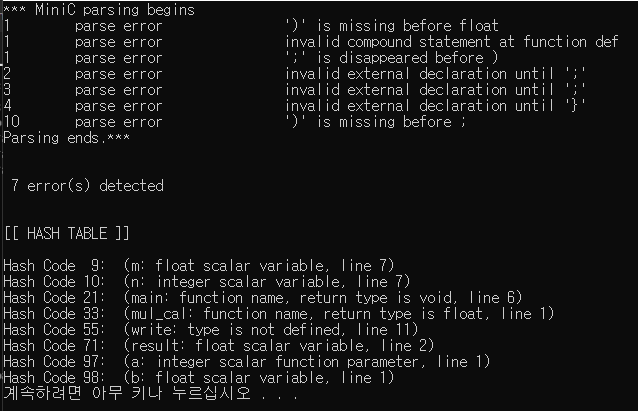 *** MiniC parsing begins
1 parse error ')' is missing before float
1 parse error invalid compound statement at function def
1 parse error ';' is disappeared before )
2 parse error invalid external declaration until ';'
3 parse error invalid external declaration until ';'
4 parse error invalid external declaration until '}'
10 parse error ')' is missing before ;
Parsing ends.***
7 error(s) detected
[[ HASH TABLE ]]
Hash Code 9: (m: float scalar variable, line 7)
Hash Code 10: (n: integer scalar variable, line 7)
Hash Code 21: (main: function name, return type is void, line 6)
Hash Code 33: (mul_cal: function name, return type is float, line 1)
Hash Code 55: (write: type is not defined, line 11)
Hash Code 71: (result: float scalar variable, line 2)
Hash Code 97: (a: integer scalar function parameter, line 1)
Hash Code 98: (b: float scalar variable, line 1)
계속하려면 아무 키나 누르십시오 . . .